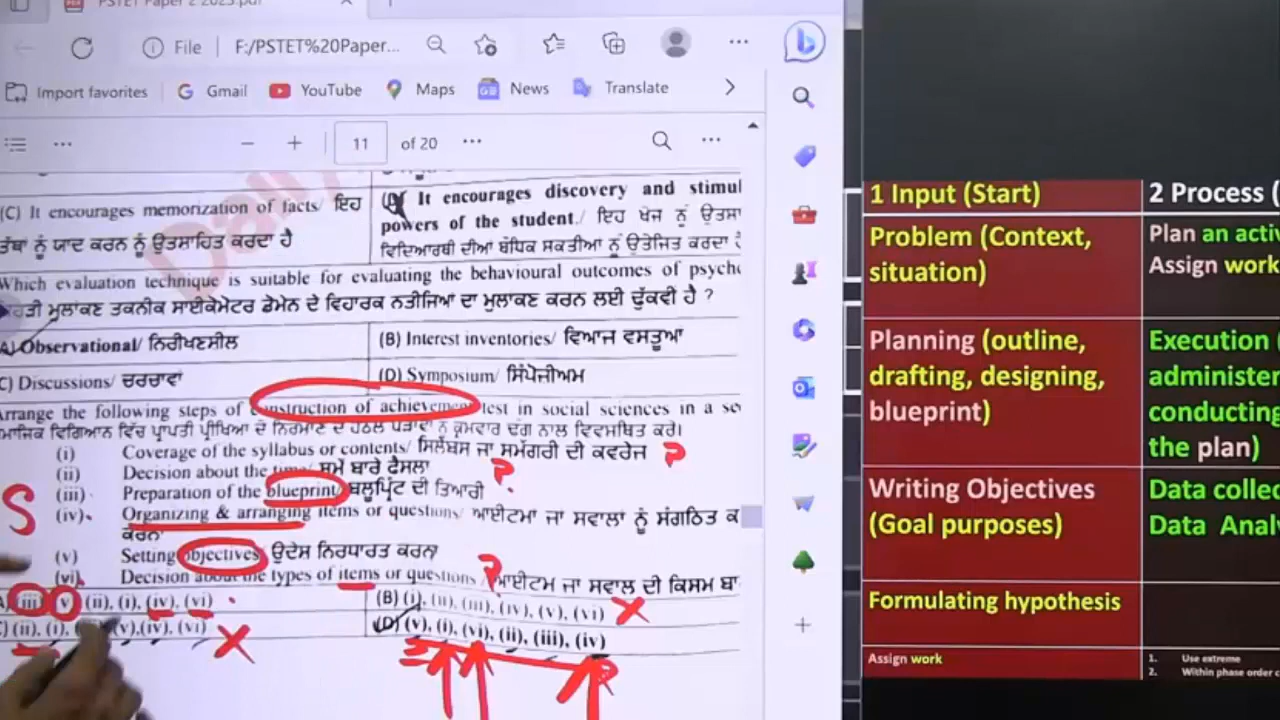 PSTET Paper 2 2023.pdf
File
F:/PSTET%20Paper...
Import favorites
Gmail
YouTube
Maps
News
Translate
11 of 20
(C) It encourages memorization of facts/ ਇਹ
ਤੱਥਾਂ ਨੂੰ ਯਾਦ ਕਰਨ ਨੂੰ ਉਤਸਾਹਿਤ ਕਰਦਾ ਹੈ
It encourages discovery and stimul
powers of the student./ ਇਹ ਖੋਜ ਨੂੰ ਉਤਸਾ
ਵਿਦਿਆਰਥੀ ਦੀਆਂ ਬੌਧਿਕ ਸਕਤੀਆਂ ਨੂੰ ਉਤੇਜਿਤ ਕਰਦਾ
Which evaluation technique is suitable for evaluating the behavioural outcomes of psycho
ਮੁਲਾਂਕਣ ਤਕਨੀਕ ਸਾਈਕੋਮੋਟਰ ਡੋਮੇਨ ਦੇ ਵਿਹਾਰਕ ਨਤੀਜਿਆਂ ਦਾ ਮੁਲਾਂਕਣ ਕਰਨ ਲਈ ਢੁੱਕਵੀਂ ਹੈ ?
A) Observational/ ਨਿਰੀਖਣਸੀਲ
(B) Interest inventories/ ਵਿਆਜ ਵਸਤੂਆਂ
C) Discussions/ ਚਰਚਾਵਾਂ
(D) Symposium/ ਸਿੰਪੋਜ਼ੀਅਮ
Arrange the following steps of construction of achievement test in social sciences in a se
ਮਾਜਿਕ ਵਿਗਿਆਨ ਵਿੱਚ ਪ੍ਰਾਪਤੀ ਪ੍ਰੀਖਿਆ ਦੇ ਨਿਰਮਾਣ ਦੇ ਹੇਠਲੇ ਪੜਾਵਾਂ ਨੂੰ ਕ੍ਰਮਵਾਰ ਢੰਗ ਨਾਲ ਵਿਵਸਥਿਤ ਕਰੋ।
(i) Coverage of the syllabus or contents/ ਸਿਲੇਬਸ ਜਾਂ ਸਮੱਗਰੀ ਦੀ ਕਵਰੇਜ ?
(ii) Decision about the time/ ਸਮੇਂ ਬਾਰੇ ਫੈਸਲਾ ?
(iii) Preparation of the blueprint/ ਬਲੂਪ੍ਰਿੰਟ ਦੀ ਤਿਆਰੀ
S
(iv) Organizing & arranging items or questions/ ਆਈਟਮਾਂ ਜਾਂ ਸਵਾਲਾਂ ਨੂੰ ਸੰਗਠਿਤ ਕ
ਕਰਨਾ
(v) Setting objectives ਉਦੇਸ ਨਿਰਧਾਰਤ ਕਰਨਾ
(vi) Decision about the types of items or questions ਆਈਟਮ ਜਾਂ ਸਵਾਲ ਦੀ ਕਿਸਮ ਬਾ ?
A) (iii), (v), (ii), (i), (iv), (vi)
(B) (i), (ii), (iii), (iv), (v), (vi)
C) (ii), (i), (v),(iv), (vi)
(D) (v), (i), (vi), (ii), (iii), (iv)
1 Input (Start)
2 Process (
Problem (Context,
situation)
Plan an activ
Assign work
Planning (outline,
drafting, designing,
blueprint)
Execution (
administer
conducting
the plan)
Writing Objectives
(Goal purposes)
Data collec
Data Anal
Formulating hypothesis
Assign work
1. Use extreme
2. Within phase order c